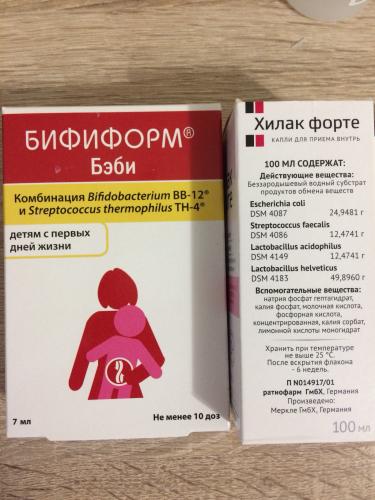 БИФИФОРМ®
Бэби
Комбинация Bifidobacterium BB-12®
и Streptococcus thermophilus TH-4®
детям с первых
дней жизни
7 мл
Не менее 10 доз
Хилак форте
КАПЛИ ДЛЯ ПРИЕМА ВНУТРЬ
100 МЛ СОДЕРЖАТ:
Действующие вещества:
Беззародышевый водный субстрат
продуктов обмена веществ
Escherichia coli
DSM 4087 24,9481 г
Streptococcus faecalis
DSM 4086 12,4741 г
Lactobacillus acidophilus
DSM 4149 12,4741 г
Lactobacillus helveticus
DSM 4183 49,8960 г
Вспомогательные вещества:
натрия фосфат гептагидрат,
калия фосфат, молочная кислота,
фосфорная кислота,
концентрированная, калия сорбат,
лимонной кислоты моногидрат
Хранить при температуре
не выше 25 °С.
После вскрытия флакона
- 6 недель.
П N014917/01
ратиофарм ГмбХ, Германия
Произведено:
Меркле ГмбХ, Германия
100 мл